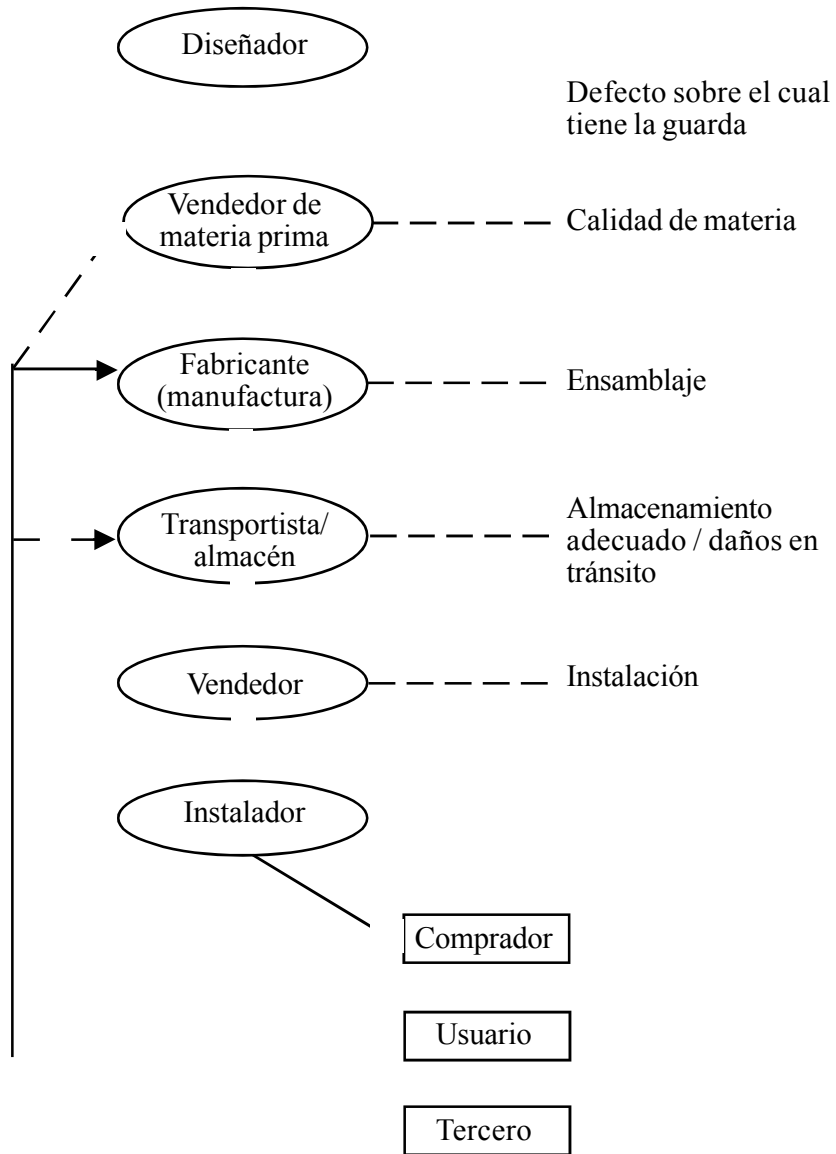 Diseñador
Defecto sobre el cual
tiene la guarda
Vendedor de
materia prima
Calidad de materia
Fabricante
(manufactura)
Ensamblaje
Transportista/
almacén
Almacenamiento
adecuado / daños en
tránsito
Vendedor
Instalación
Instalador
Comprador
Usuario
Tercero